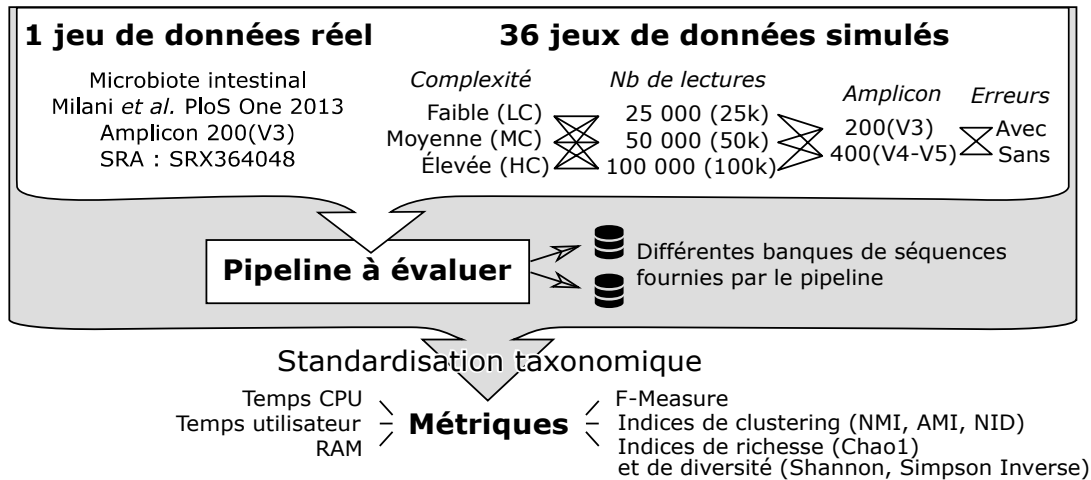 1 jeu de données réel
Microbiote intestinal
Milani et al. PloS One 2013
Amplicon 200(V3)
SRA : SRX364048
36 jeux de données simulés
Complexité
Faible (LC)
Moyenne (MC)
Élevée (HC)
Nb de lectures
25 000 (25k)
50 000 (50k)
100 000 (100k)
Amplicon
200(V3)
400(V4-V5)
Erreurs
Avec
Sans
Pipeline à évaluer
Différentes banques de séquences
fournies par le pipeline
Standardisation taxonomique
Temps CPU
Temps utilisateur
RAM
Métriques
F-Measure
Indices de clustering (NMI, AMI, NID)
Indices de richesse (Chao1)
et de diversité (Shannon, Simpson Inverse)